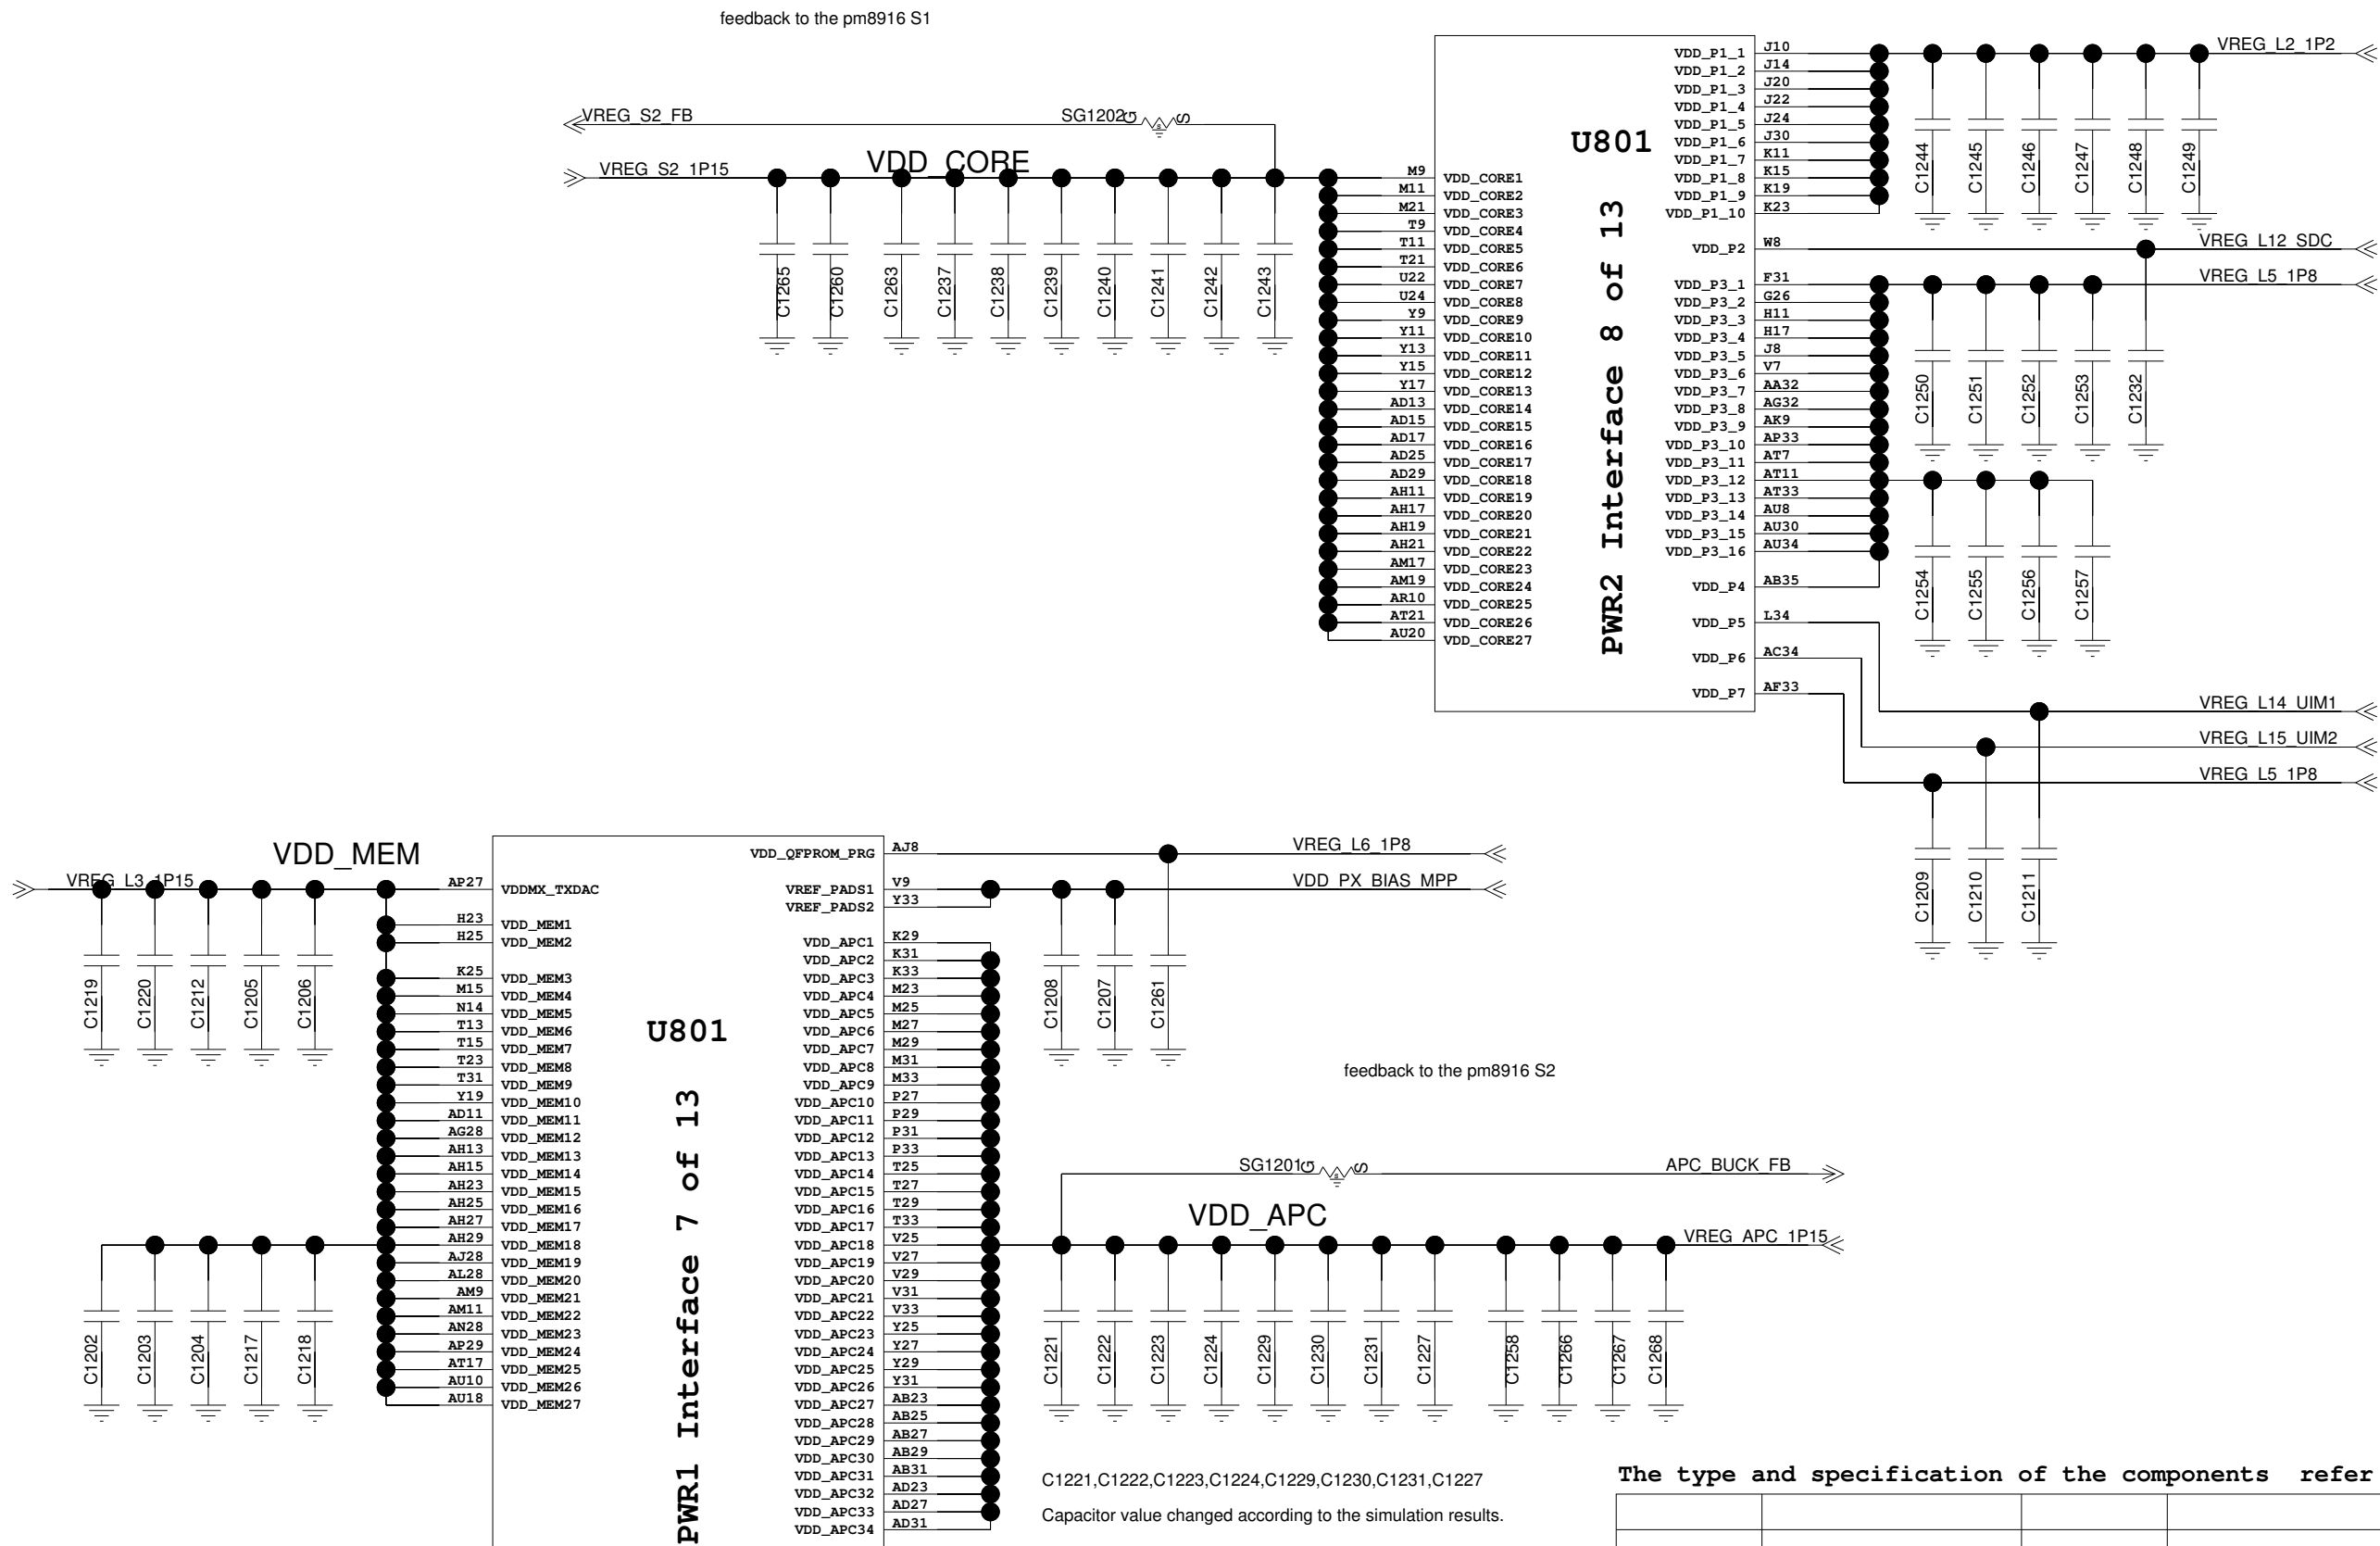 feedback to the pm8916 S1
VREG_S2_FB
SG1202
G
s
S
VDD_CORE
VREG_S2_1P15
C1265
C1260
C1263
C1237
C1238
C1239
C1240
C1241
C1242
C1243
U801
PWR2 Interface 8 of 13
M9 VDD_CORE1
M11 VDD_CORE2
M21 VDD_CORE3
T9 VDD_CORE4
T11 VDD_CORE5
T21 VDD_CORE6
U22 VDD_CORE7
U24 VDD_CORE8
Y9 VDD_CORE9
Y11 VDD_CORE10
Y13 VDD_CORE11
Y15 VDD_CORE12
Y17 VDD_CORE13
AD13 VDD_CORE14
AD15 VDD_CORE15
AD17 VDD_CORE16
AD25 VDD_CORE17
AD29 VDD_CORE18
AH11 VDD_CORE19
AH17 VDD_CORE20
AH19 VDD_CORE21
AH21 VDD_CORE22
AM17 VDD_CORE23
AM19 VDD_CORE24
AR10 VDD_CORE25
AT21 VDD_CORE26
AU20 VDD_CORE27
VDD_P1_1 J10
VDD_P1_2 J14
VDD_P1_3 J20
VDD_P1_4 J22
VDD_P1_5 J24
VDD_P1_6 J30
VDD_P1_7 K11
VDD_P1_8 K15
VDD_P1_9 K19
VDD_P1_10 K23
VDD_P2 W8
VDD_P3_1 F31
VDD_P3_2 G26
VDD_P3_3 H11
VDD_P3_4 H17
VDD_P3_5 J8
VDD_P3_6 V7
VDD_P3_7 AA32
VDD_P3_8 AG32
VDD_P3_9 AK9
VDD_P3_10 AP33
VDD_P3_11 AT7
VDD_P3_12 AT11
VDD_P3_13 AT33
VDD_P3_14 AU8
VDD_P3_15 AU30
VDD_P3_16 AU34
VDD_P4 AB35
VDD_P5 L34
VDD_P6 AC34
VDD_P7 AF33
VREG_L2_1P2
C1244
C1245
C1246
C1247
C1248
C1249
VREG_L12_SDC
VREG_L5_1P8
C1250
C1251
C1252
C1253
C1232
C1254
C1255
C1256
C1257
VREG_L14_UIM1
VREG_L15_UIM2
VREG_L5_1P8
C1209
C1210
C1211
VDD_MEM
VREG_L3_1P15
C1219
C1220
C1212
C1205
C1206
C1202
C1203
C1204
C1217
C1218
U801
PWR1 Interface 7 of 13
AP27 VDDMX_TXDAC
H23 VDD_MEM1
H25 VDD_MEM2
K25 VDD_MEM3
M15 VDD_MEM4
N14 VDD_MEM5
T13 VDD_MEM6
T15 VDD_MEM7
T23 VDD_MEM8
T31 VDD_MEM9
Y19 VDD_MEM10
AD11 VDD_MEM11
AG28 VDD_MEM12
AH13 VDD_MEM13
AH15 VDD_MEM14
AH23 VDD_MEM15
AH25 VDD_MEM16
AH27 VDD_MEM17
AH29 VDD_MEM18
AJ28 VDD_MEM19
AL28 VDD_MEM20
AM9 VDD_MEM21
AM11 VDD_MEM22
AN28 VDD_MEM23
AP29 VDD_MEM24
AT17 VDD_MEM25
AU10 VDD_MEM26
AU18 VDD_MEM27
VDD_QFPROM_PRG AJ8
VREF_PADS1 V9
VREF_PADS2 Y33
VDD_APC1 K29
VDD_APC2 K31
VDD_APC3 K33
VDD_APC4 M23
VDD_APC5 M25
VDD_APC6 M27
VDD_APC7 M29
VDD_APC8 M31
VDD_APC9 M33
VDD_APC10 P27
VDD_APC11 P29
VDD_APC12 P31
VDD_APC13 P33
VDD_APC14 T25
VDD_APC15 T27
VDD_APC16 T29
VDD_APC17 T33
VDD_APC18 V25
VDD_APC19 V27
VDD_APC20 V29
VDD_APC21 V31
VDD_APC22 V33
VDD_APC23 Y25
VDD_APC24 Y27
VDD_APC25 Y29
VDD_APC26 Y31
VDD_APC27 AB23
VDD_APC28 AB25
VDD_APC29 AB27
VDD_APC30 AB29
VDD_APC31 AB31
VDD_APC32 AD23
VDD_APC33 AD27
VDD_APC34 AD31
VREG_L6_1P8
VDD_PX_BIAS_MPP
C1208
C1207
C1261
feedback to the pm8916 S2
SG1201
G
s
S
APC_BUCK_FB
VDD_APC
VREG_APC_1P15
C1221
C1222
C1223
C1224
C1229
C1230
C1231
C1227
C1258
C1266
C1267
C1268
C1221,C1222,C1223,C1224,C1229,C1230,C1231,C1227
Capacitor value changed according to the simulation results.
The type and specification of the components refer